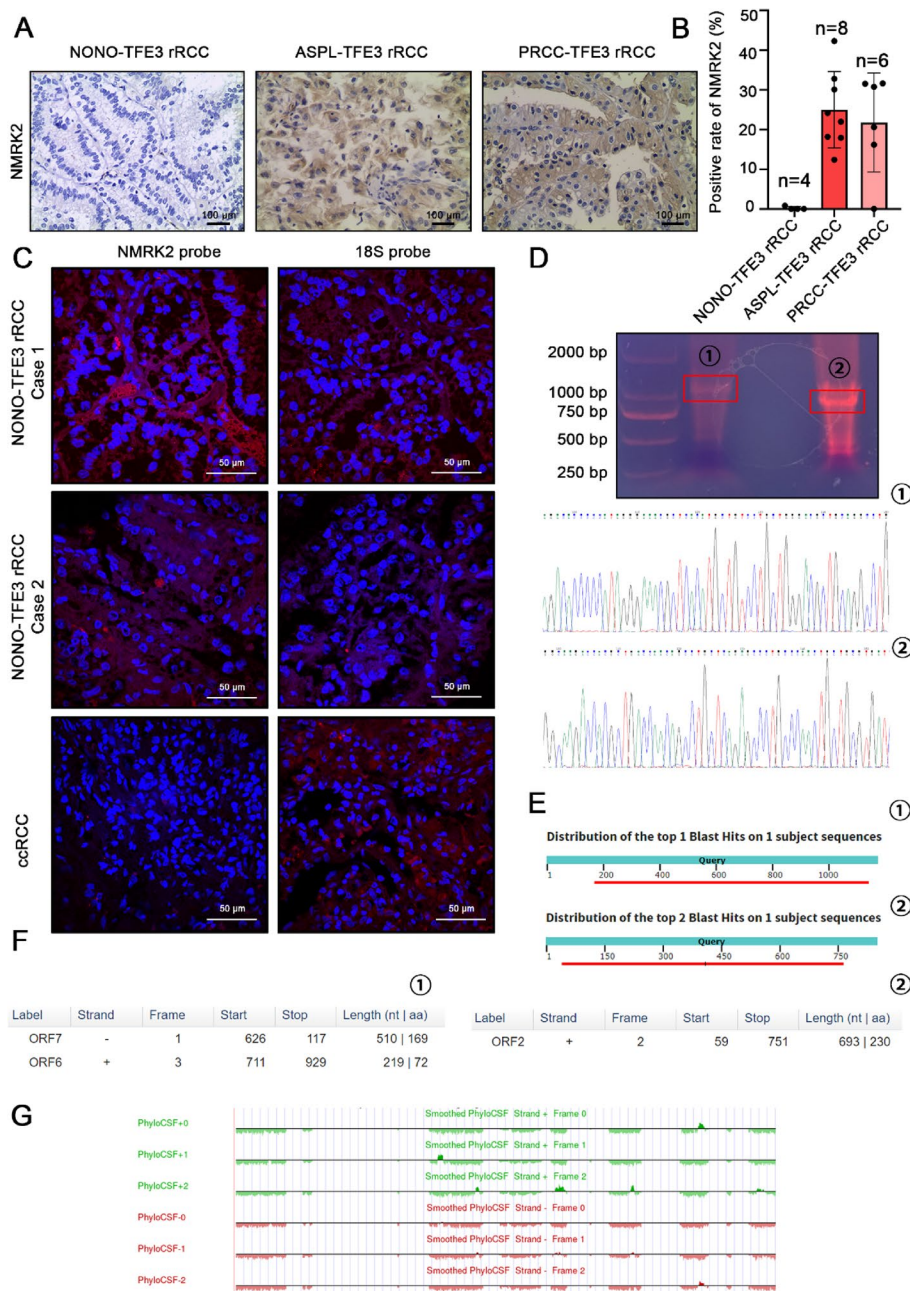 A
NONO-TFE3 rRCC
ASPL-TFE3 rRCC
PRCC-TFE3 rRCC
NMRK2
100 μm
100 μm
100 μm
B
Positive rate of NMRK2 (%)
50
40
30
20
10
0
n=4
n=8
n=6
NONO-TFE3 rRCC
ASPL-TFE3 rRCC
PRCC-TFE3 rRCC
C
NMRK2 probe
18S probe
NONO-TFE3 rRCC
Case 1
50 μm
50 μm
NONO-TFE3 rRCC
Case 2
50 μm
50 μm
ccRCC
50 μm
50 μm
D
2000 bp
1000 bp
750 bp
500 bp
250 bp
①
②
①
②
E
①
Distribution of the top 1 Blast Hits on 1 subject sequences
Query
1 200 400 600 800 1000
②
Distribution of the top 2 Blast Hits on 1 subject sequences
Query
1 150 300 450 600 750
F
①
Label Strand Frame Start Stop Length (nt | aa)
ORF7 - 1 626 117 510 | 169
ORF6 + 3 711 929 219 | 72
②
Label Strand Frame Start Stop Length (nt | aa)
ORF2 + 2 59 751 693 | 230
G
Smoothed PhyloCSF Strand + Frame 0
PhyloCSF+0
Smoothed PhyloCSF Strand + Frame 1
PhyloCSF+1
Smoothed PhyloCSF Strand + Frame 2
PhyloCSF+2
Smoothed PhyloCSF Strand - Frame 0
PhyloCSF-0
Smoothed PhyloCSF Strand - Frame 1
PhyloCSF-1
Smoothed PhyloCSF Strand - Frame 2
PhyloCSF-2